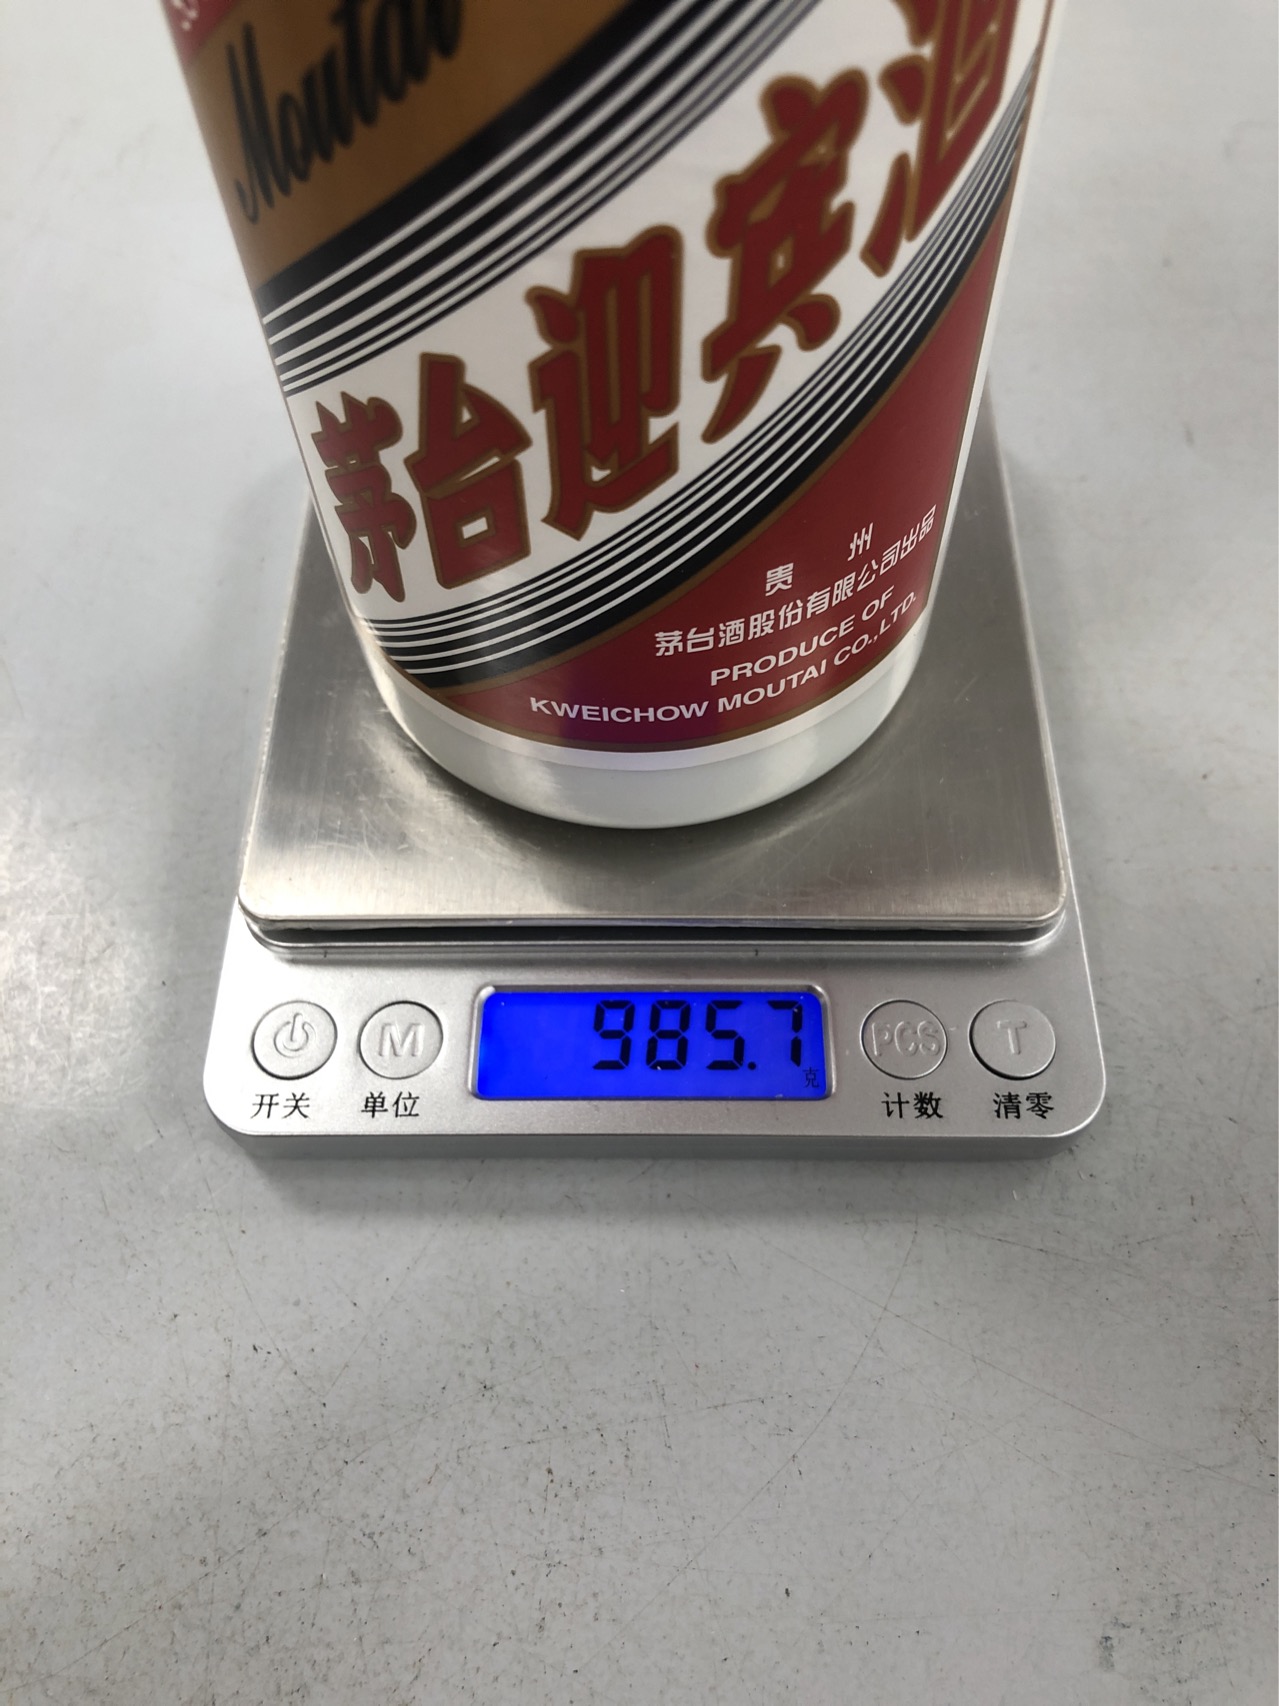 Moutai
茅台迎宾酒
贵州
茅台酒股份有限公司出品
PRODUCE OF
KWEICHOW MOUTAI CO.,LTD.
985.7
克
M
PCS
T
开关
单位
计数
清零